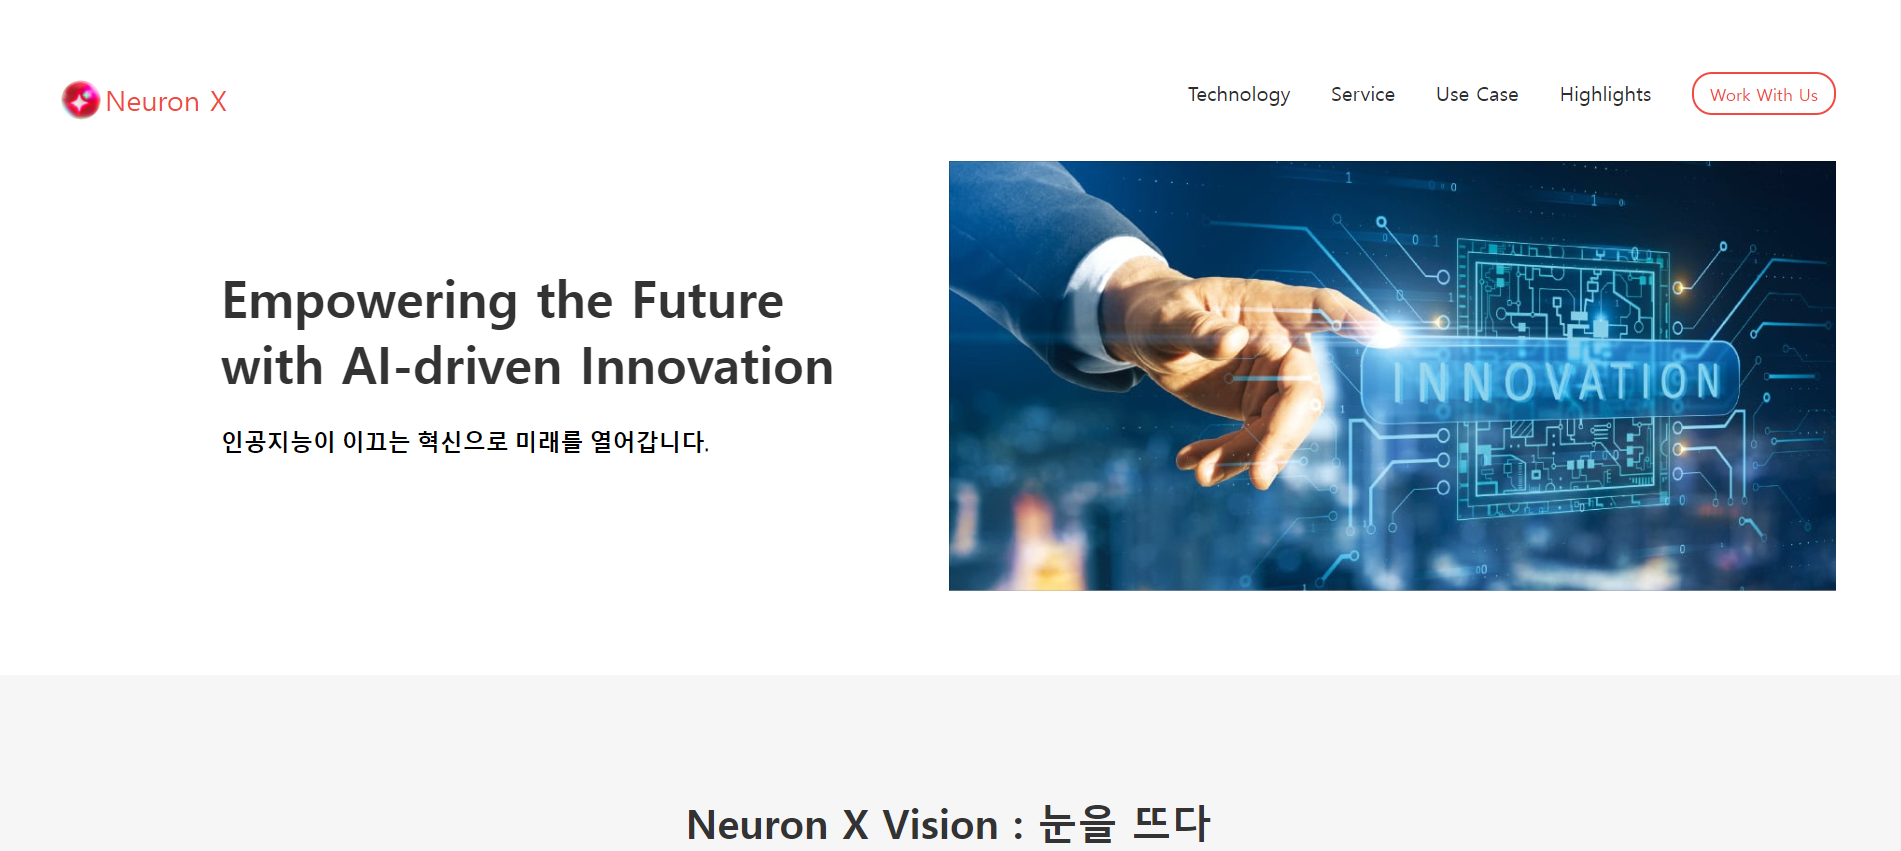 Neuron X
Technology
Service
Use Case
Highlights
Work With Us
Empowering the Future
with AI-driven Innovation
인공지능이 이끄는 혁신으로 미래를 열어갑니다.
INNOVATION
Neuron X Vision : 눈을 뜨다